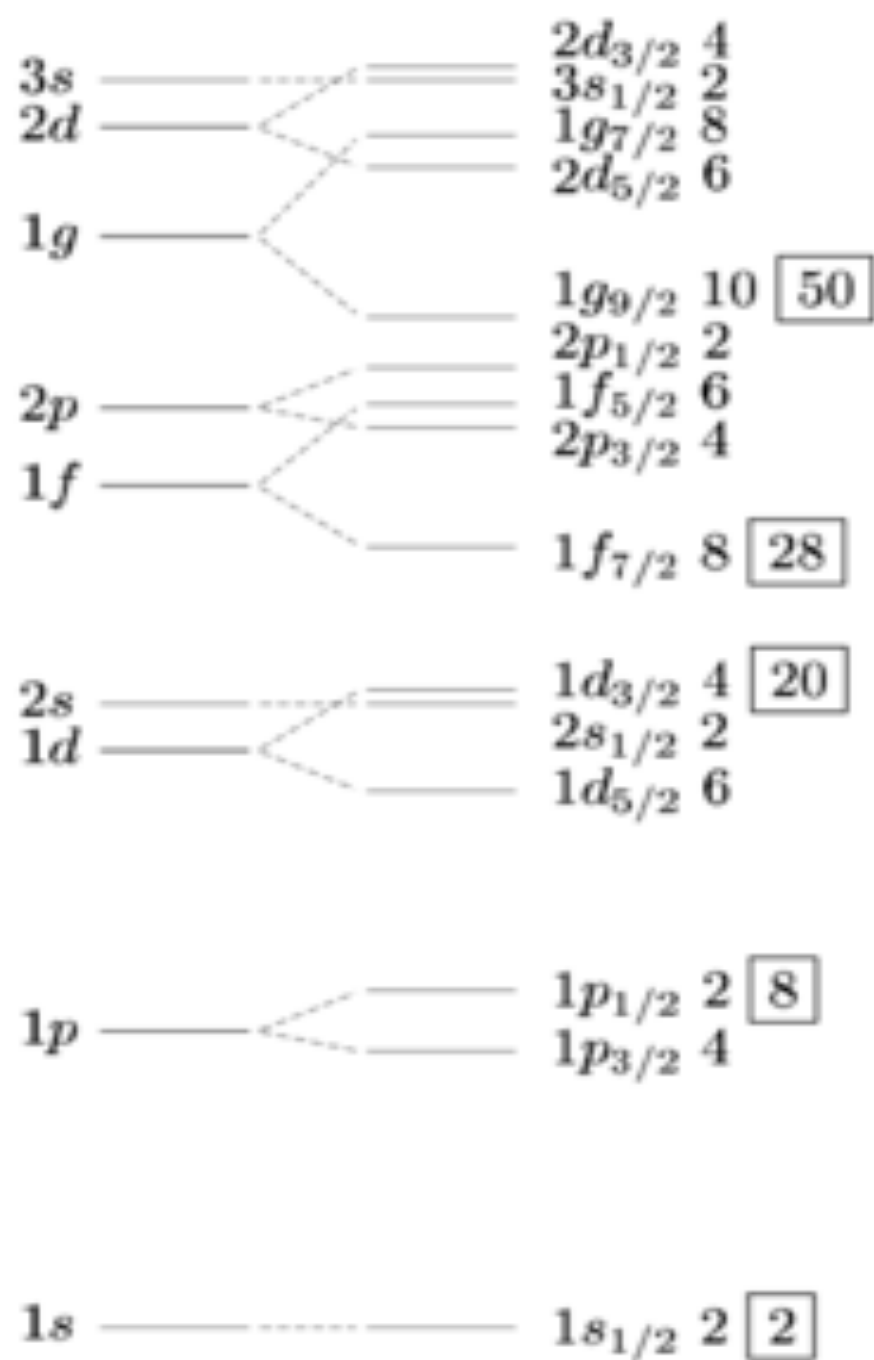 2d3/2 4
3s 3s1/2 2
2d 1g7/2 8
2d5/2 6
1g
1g9/2 10 50
2p1/2 2
2p 1f5/2 6
2p3/2 4
1f
1f7/2 8 28
1d3/2 4 20
2s 2s1/2 2
1d 1d5/2 6
1p1/2 2 8
1p 1p3/2 4
1s 1s1/2 2 2